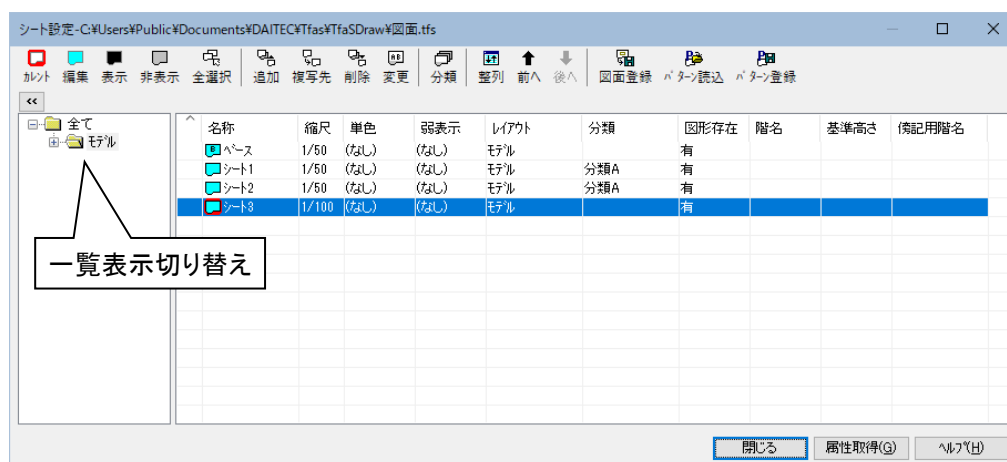 シート設定-C:¥Users¥Public¥Documents¥DAITEC¥Tfas¥TfaSDraw¥図面.tfs
ｶﾚﾝﾄ 編集 表示 非表示 全選択 追加 複写先 削除 変更 分類 整列 前へ 後へ 図面登録 ﾊﾟﾀｰﾝ読込 ﾊﾟﾀｰﾝ登録
<<
全て
ﾓﾃﾞﾙ
一覧表示切り替え
名称 縮尺 単色 弱表示 ﾚｲｱｳﾄ 分類 図形存在 階名 基準高さ 傍記用階名
ﾍﾞｰｽ 1/50 (なし) (なし) ﾓﾃﾞﾙ 有
ｼｰﾄ1 1/50 (なし) (なし) ﾓﾃﾞﾙ 分類A 有
ｼｰﾄ2 1/50 (なし) (なし) ﾓﾃﾞﾙ 分類A 有
ｼｰﾄ3 1/100 (なし) (なし) ﾓﾃﾞﾙ 有
閉じる 属性取得(G) ﾍﾙﾌﾟ(H)